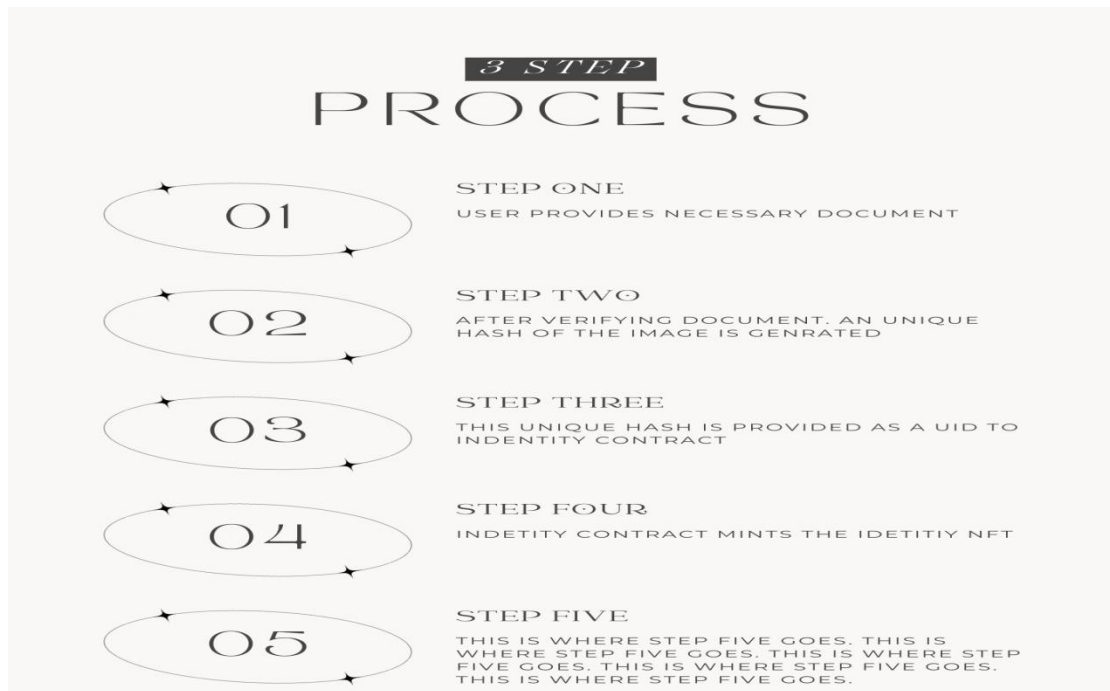 3 STEP
PROCESS
01
STEP ONE
USER PROVIDES NECESSARY DOCUMENT
02
STEP TWO
AFTER VERIFYING DOCUMENT, AN UNIQUE
HASH OF THE IMAGE IS GENRATED
03
STEP THREE
THIS UNIQUE HASH IS PROVIDED AS A UID TO
INDENTITY CONTRACT
04
STEP FOUR
INDETITY CONTRACT MINTS THE IDETITIY NFT
05
STEP FIVE
THIS IS WHERE STEP FIVE GOES. THIS IS
WHERE STEP FIVE GOES. THIS IS WHERE STEP
FIVE GOES. THIS IS WHERE STEP FIVE GOES.
THIS IS WHERE STEP FIVE GOES.